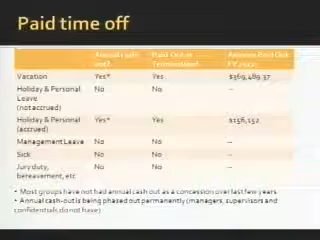 Paid time off
Annual cash out? Paid Out at Termination? Amount Paid Out FY
Vacation Yes* Yes $369,489.37
Holiday & Personal No No --
Leave
(not accrued)
Holiday & Personal Yes* Yes $156,152
(accrued)
Management Leave No No --
Sick No No --
Jury duty, No No --
bereavement, etc
• Most groups have not had annual cash out as a concession over last few years
• Annual cash-out is being phased out permanently (managers, supervisors and
confidentials do not have)